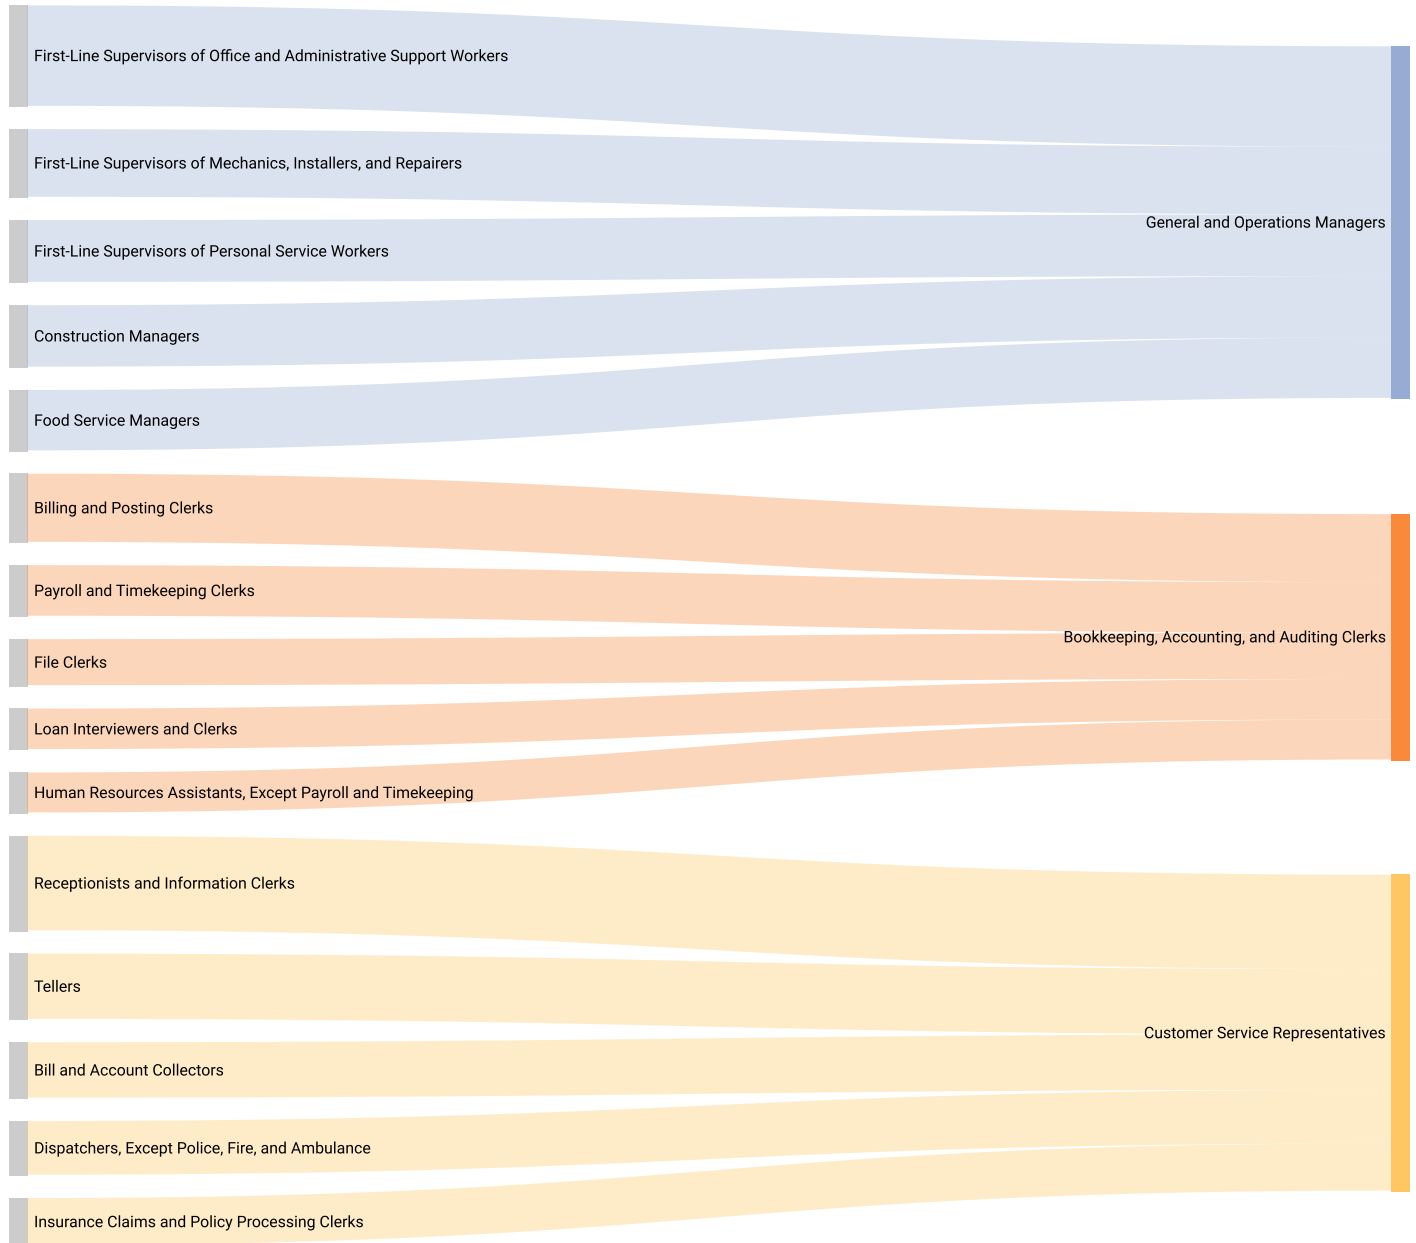 First-Line Supervisors of Office and Administrative Support Workers
First-Line Supervisors of Mechanics, Installers, and Repairers
General and Operations Managers
First-Line Supervisors of Personal Service Workers
Construction Managers
Food Service Managers
Billing and Posting Clerks
Payroll and Timekeeping Clerks
Bookkeeping, Accounting, and Auditing Clerks
File Clerks
Loan Interviewers and Clerks
Human Resources Assistants, Except Payroll and Timekeeping
Receptionists and Information Clerks
Tellers
Customer Service Representatives
Bill and Account Collectors
Dispatchers, Except Police, Fire, and Ambulance
Insurance Claims and Policy Processing Clerks